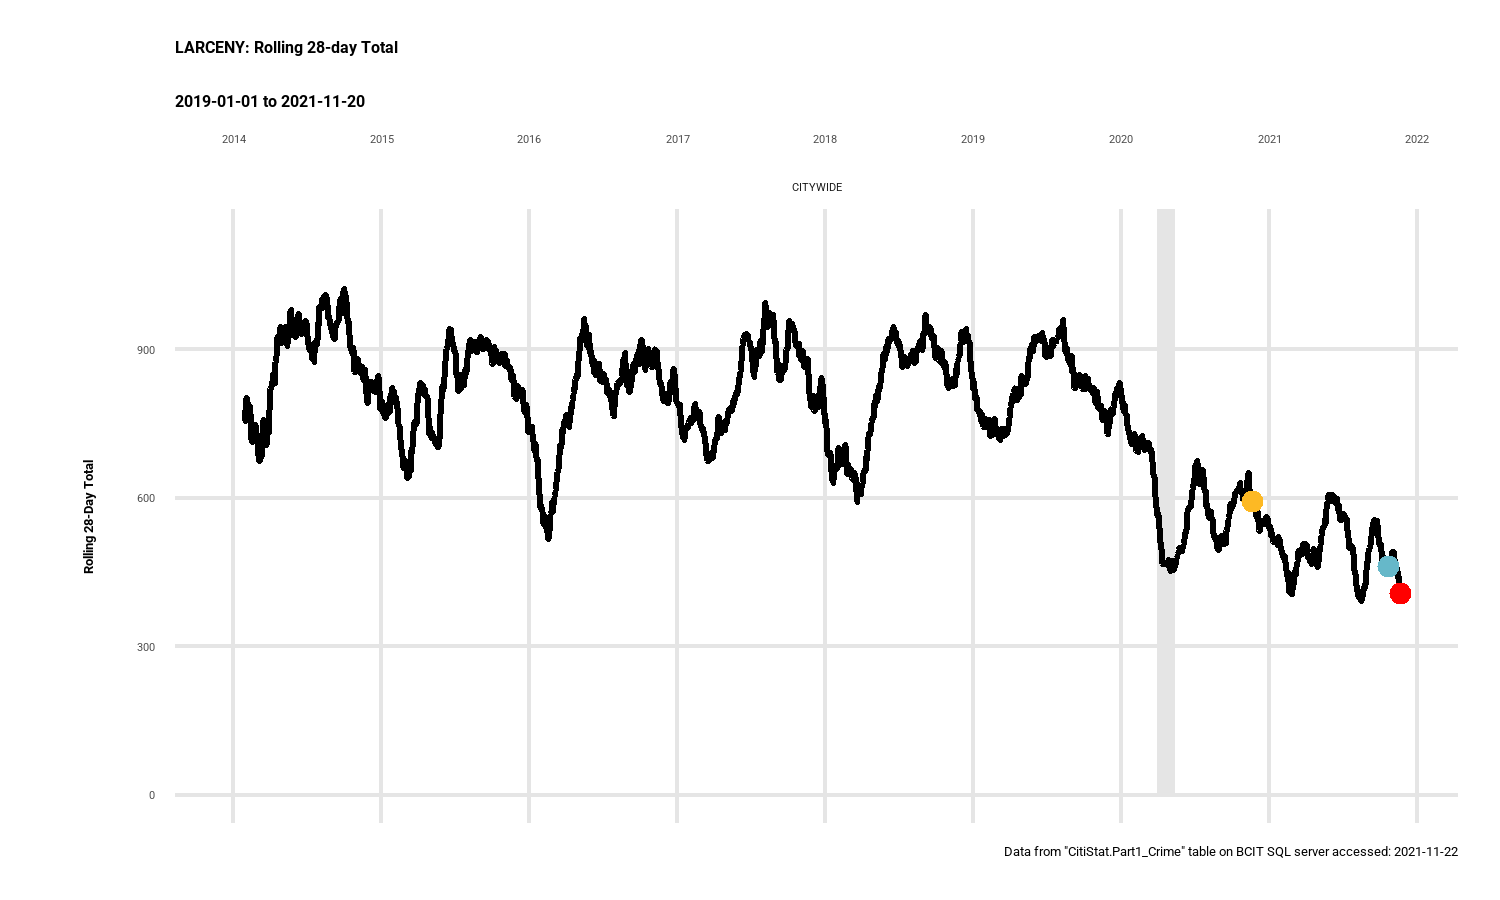 LARCENY: Rolling 28-day Total
2019-01-01 to 2021-11-20
2014 2015 2016 2017 2018 2019 2020 2021 2022
CITYWIDE
900
600
300
0
Rolling 28-Day Total
Data from "CitiStat.Part1_Crime" table on BCIT SQL server accessed: 2021-11-22